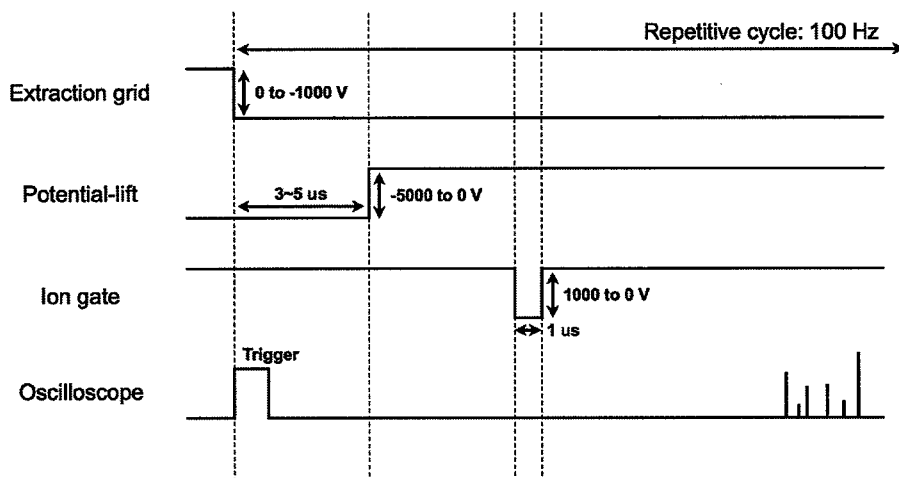 Repetitive cycle: 100 Hz
Extraction grid
0 to -1000 V
Potential-lift
3~5 us
-5000 to 0 V
Ion gate
1000 to 0 V
1 us
Trigger
Oscilloscope